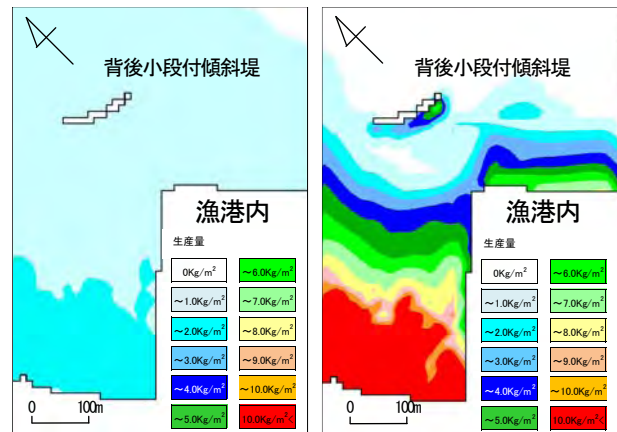 背後小段付傾斜堤
漁港内
生産量
0Kg/m²
～6.0Kg/m²
～1.0Kg/m²
～7.0Kg/m²
～2.0Kg/m²
～8.0Kg/m²
～3.0Kg/m²
～9.0Kg/m²
～4.0Kg/m²
～10.0Kg/m²
～5.0Kg/m²
10.0Kg/m²<
0 100m
背後小段付傾斜堤
漁港内
生産量
0Kg/m²
～6.0Kg/m²
～1.0Kg/m²
～7.0Kg/m²
～2.0Kg/m²
～8.0Kg/m²
～3.0Kg/m²
～9.0Kg/m²
～4.0Kg/m²
～10.0Kg/m²
～5.0Kg/m²
10.0Kg/m²<
0 100m